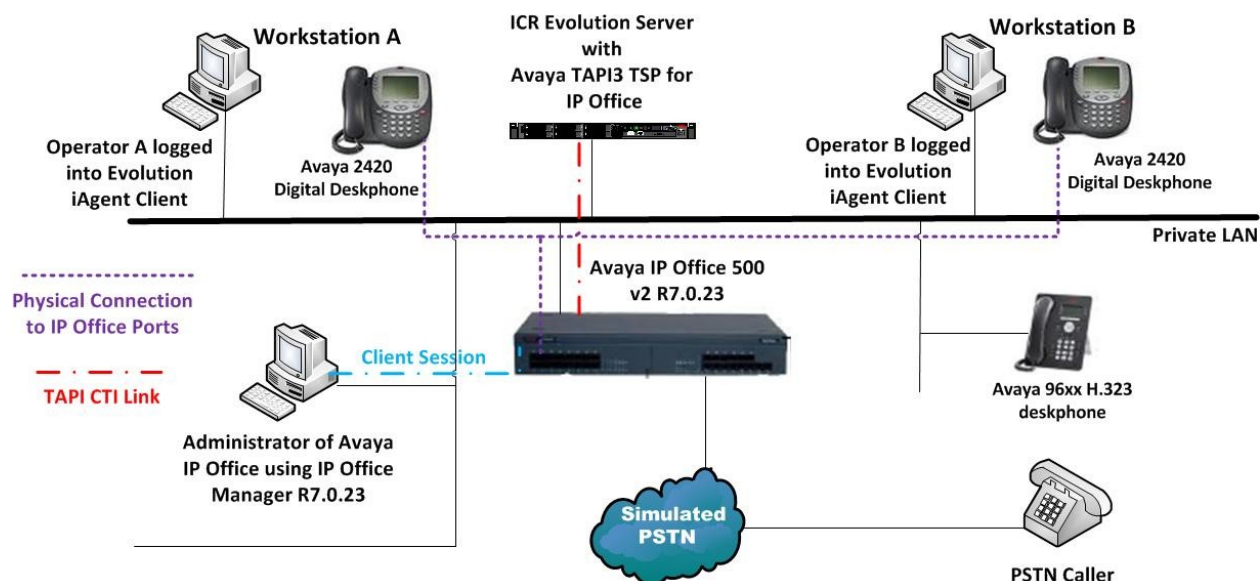 Workstation A
ICR Evolution Server
with
Avaya TAPI3 TSP for
IP Office
Workstation B
Operator A logged
into Evolution
iAgent Client
Avaya 2420
Digital Deskphone
Operator B logged
into Evolution
iAgent Client
Avaya 2420
Digital Deskphone
Private LAN
Physical Connection
to IP Office Ports
TAPI CTI Link
Avaya IP Office 500
v2 R7.0.23
Client Session
Administrator of Avaya
IP Office using IP Office
Manager R7.0.23
Avaya 96xx H.323
deskphone
Simulated
PSTN
PSTN Caller